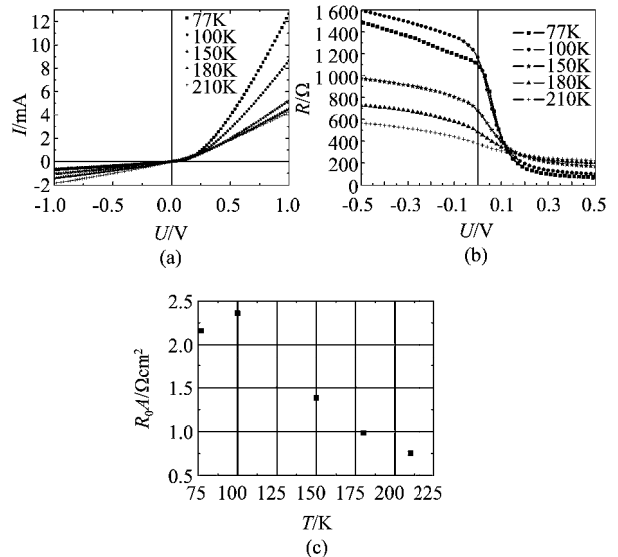 12
10
8
6
4
2
0
-2
I/mA
77K
100K
150K
180K
210K
-1.0 -0.5 0.0 0.5 1.0
U/V
(a)
1 600
1 400
1 200
1 000
800
600
400
200
0
R/Ω
77K
100K
150K
180K
210K
-0.5 -0.3 -0.1 0.1 0.3 0.5
U/V
(b)
2.5
2.0
1.5
1.0
0.5
R₀A/Ωcm²
75 100 125 150 175 200 225
T/K
(c)